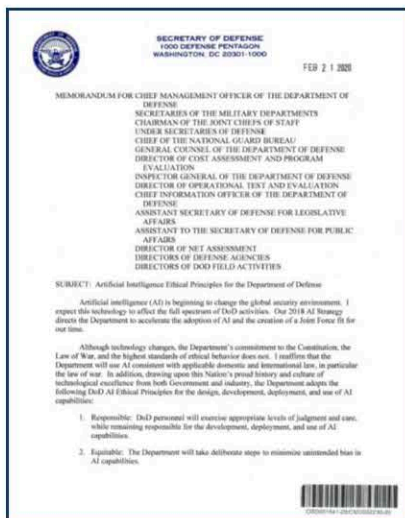 SECRETARY OF DEFENSE
1000 DEFENSE PENTAGON
WASHINGTON, DC 20301-1000
FEB 21 2020
MEMORANDUM FOR CHIEF MANAGEMENT OFFICER OF THE DEPARTMENT OF
DEFENSE
SECRETARIES OF THE MILITARY DEPARTMENTS
CHAIRMAN OF THE JOINT CHIEFS OF STAFF
UNDER SECRETARIES OF DEFENSE
CHIEF OF THE NATIONAL GUARD BUREAU
GENERAL COUNSEL OF THE DEPARTMENT OF DEFENSE
DIRECTOR OF COST ASSESSMENT AND PROGRAM
EVALUATION
INSPECTOR GENERAL OF THE DEPARTMENT OF DEFENSE
DIRECTOR OF OPERATIONAL TEST AND EVALUATION
CHIEF INFORMATION OFFICER OF THE DEPARTMENT OF
DEFENSE
ASSISTANT SECRETARY OF DEFENSE FOR LEGISLATIVE
AFFAIRS
ASSISTANT TO THE SECRETARY OF DEFENSE FOR PUBLIC
AFFAIRS
DIRECTOR OF NET ASSESSMENT
DIRECTORS OF DEFENSE AGENCIES
DIRECTORS OF DOD FIELD ACTIVITIES
SUBJECT: Artificial Intelligence Ethical Principles for the Department of Defense
Artificial intelligence (AI) is beginning to change the global security environment. I
expect this technology to affect the full spectrum of DoD activities. Our 2018 AI Strategy
directs the Department to accelerate the adoption of AI and the creation of a Joint Force fit for
our time.
Although technology changes, the Department's commitment to the Constitution, the
Law of War, and the highest standards of ethical behavior does not. I reaffirm that the
Department will use AI consistent with applicable domestic and international law, in particular
the law of war. In addition, drawing upon this Nation's proud history and culture of
technological excellence from both Government and industry, the Department adopts the
following DoD AI Ethical Principles for the design, development, deployment, and use of AI
capabilities:
1. Responsible: DoD personnel will exercise appropriate levels of judgment and care,
while remaining responsible for the development, deployment, and use of AI
capabilities.
2. Equitable: The Department will take deliberate steps to minimize unintended bias in
AI capabilities.